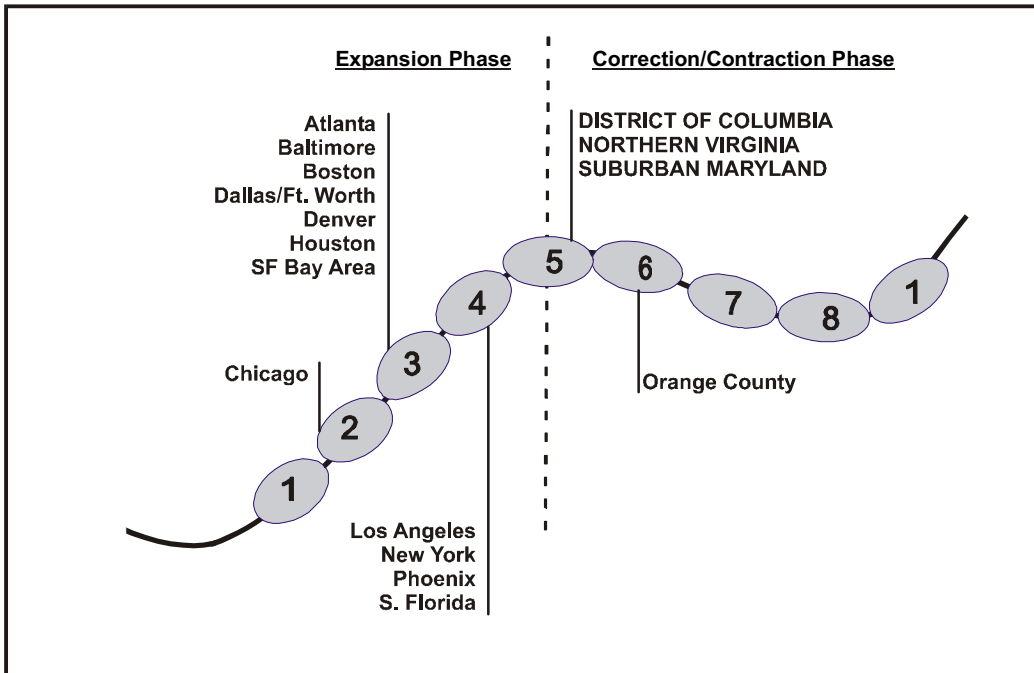 Expansion Phase
Correction/Contraction Phase
Atlanta
Baltimore
Boston
Dallas/Ft. Worth
Denver
Houston
SF Bay Area
DISTRICT OF COLUMBIA
NORTHERN VIRGINIA
SUBURBAN MARYLAND
5
6
4
7
8
1
3
Chicago
Orange County
2
1
Los Angeles
New York
Phoenix
S. Florida